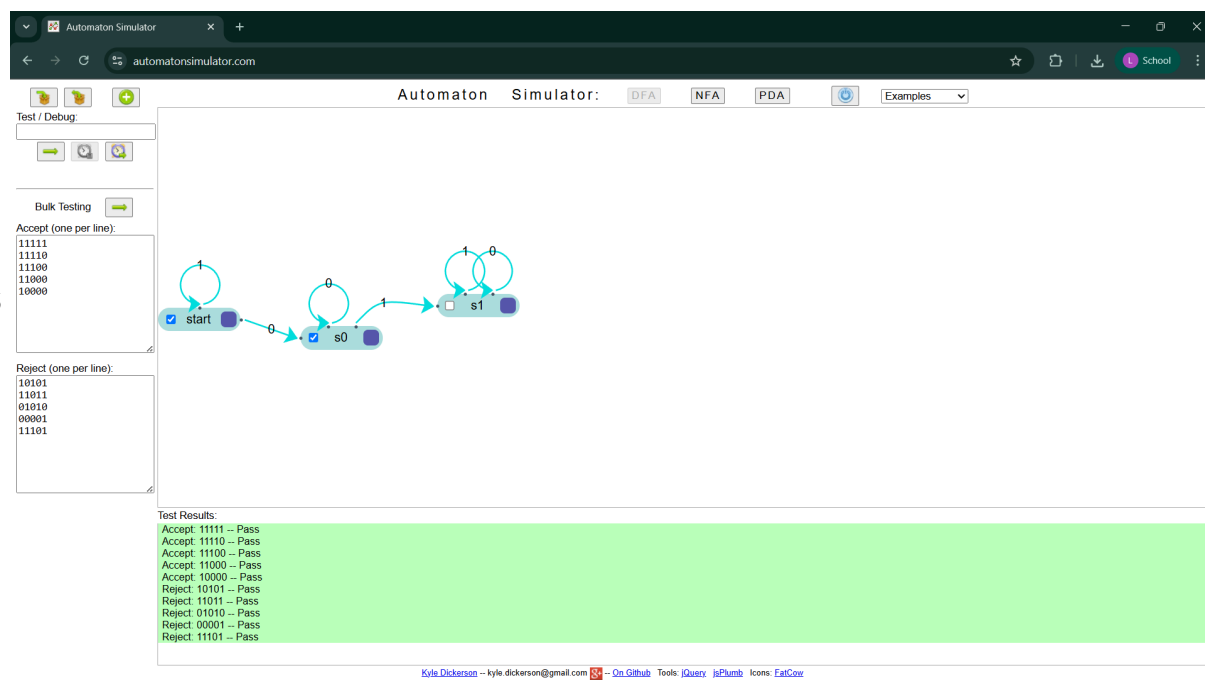 Automaton Simulator
automatonsimulator.com
L School
Automaton Simulator: DFA NFA PDA Examples
Test / Debug:
Bulk Testing
Accept (one per line):
11111
11110
11100
11000
10000
Reject (one per line):
10101
11011
01010
00001
11101
1
start
0
0
s0
1
1
0
s1
Test Results:
Accept: 11111 -- Pass
Accept: 11110 -- Pass
Accept: 11100 -- Pass
Accept: 11000 -- Pass
Accept: 10000 -- Pass
Reject: 10101 -- Pass
Reject: 11011 -- Pass
Reject: 01010 -- Pass
Reject: 00001 -- Pass
Reject: 11101 -- Pass
Kyle Dickerson -- kyle.dickerson@gmail.com g+ -- On Github Tools: jQuery jsPlumb Icons: FatCow